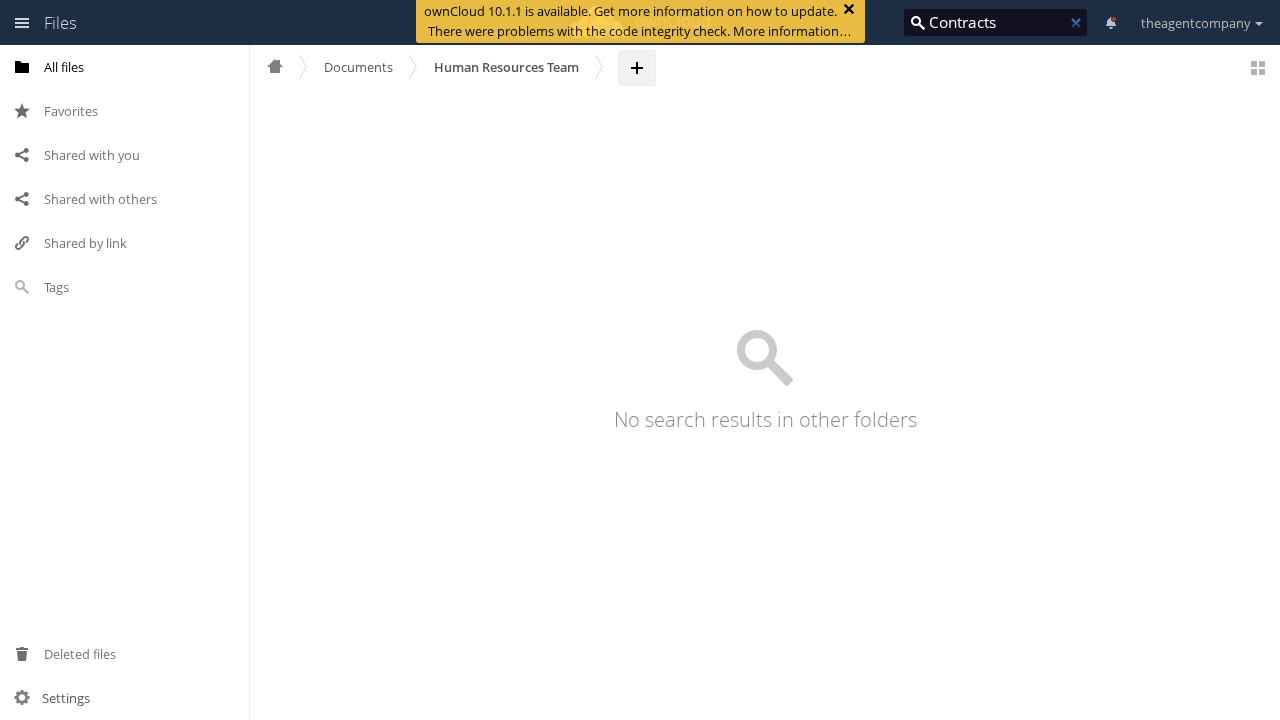 Files
ownCloud 10.1.1 is available. Get more information on how to update.
There were problems with the code integrity check. More information…
ownCloud
Contracts
theagentcompany
All files
Favorites
Shared with you
Shared with others
Shared by link
Tags
Deleted files
Settings
Documents
Human Resources Team
No search results in other folders